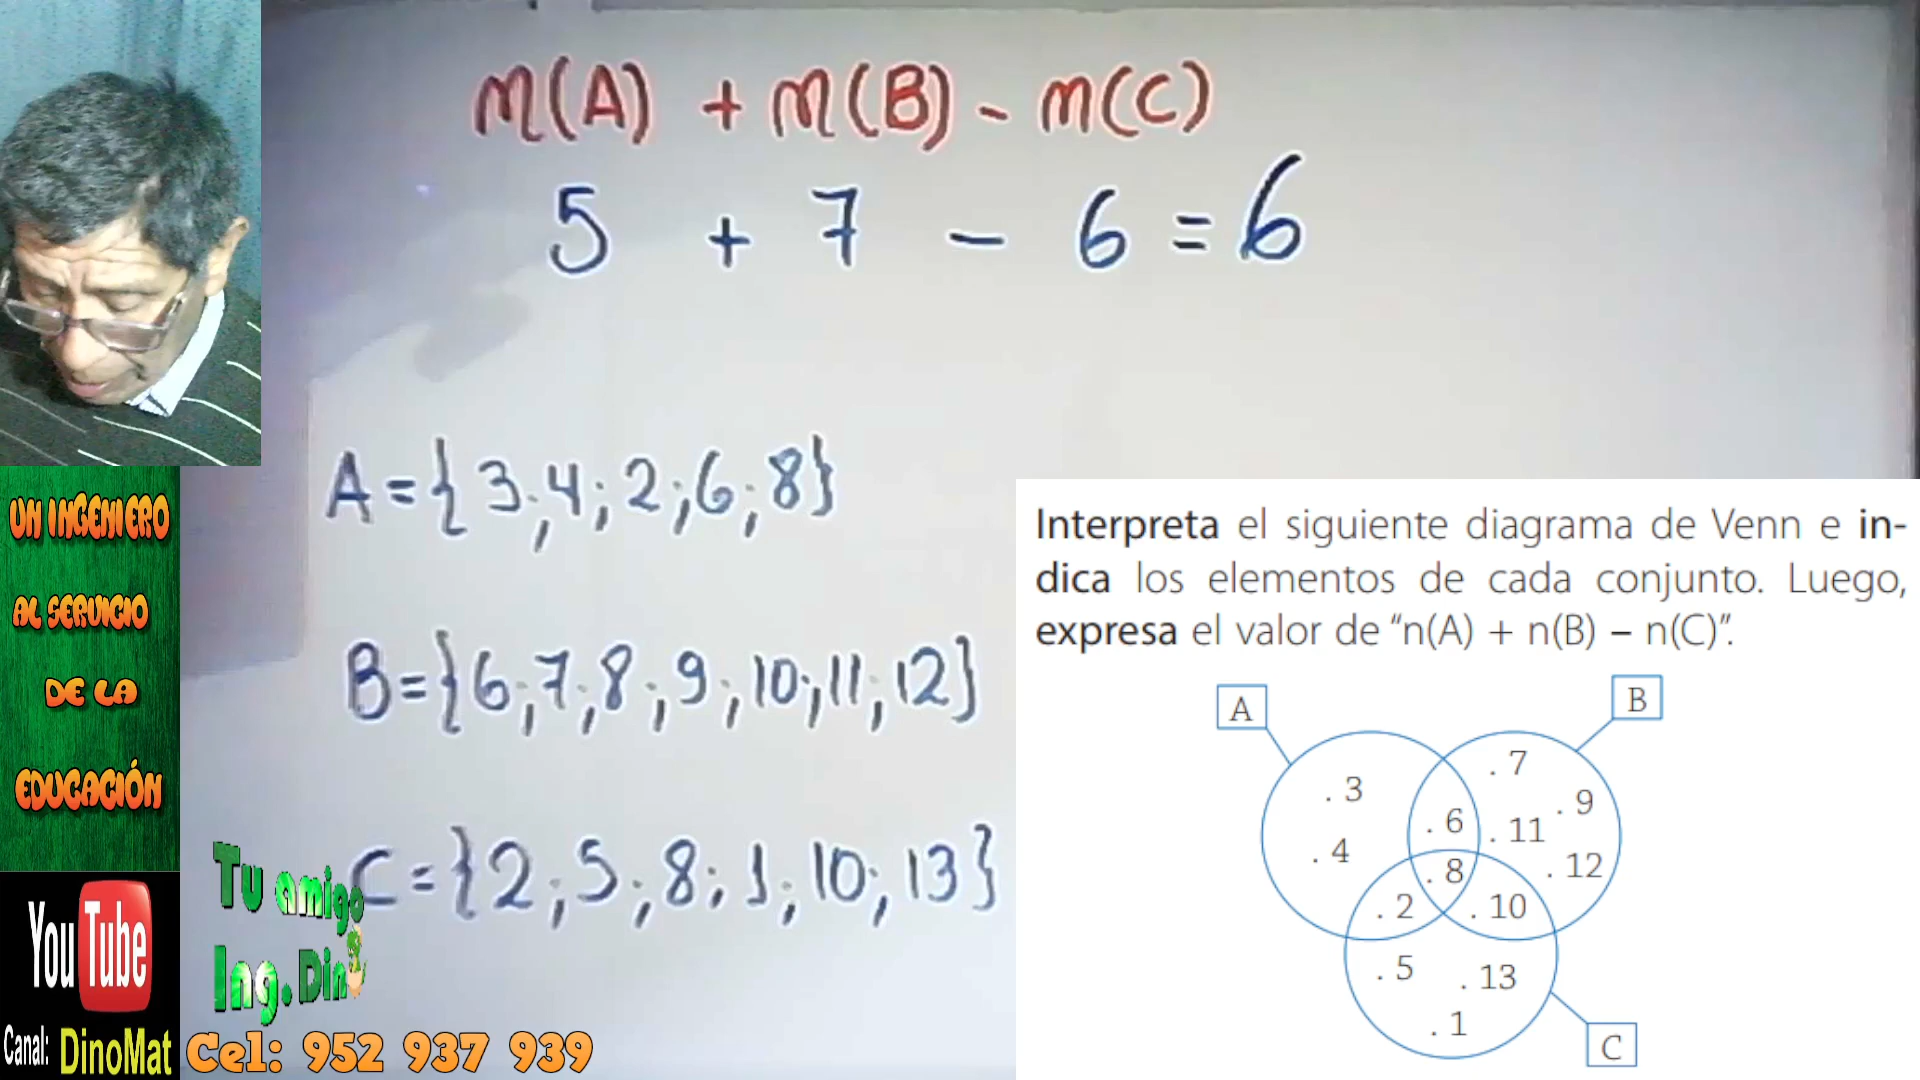 n(A) + n(B) - n(C)
5 + 7 - 6 = 6
A = {3;4;2;6;8}
B = {6;7;8;9;10;11;12}
C = {2;5;8;1;10;13}
UN INGENIERO
AL SERVICIO
DE LA
EDUCACIÓN
Tu amigo
Ing. Dino
You Tube
Canal: DinoMat
Cel: 952 937 939
Interpreta el siguiente diagrama de Venn e in-
dica los elementos de cada conjunto. Luego,
expresa el valor de “n(A) + n(B) – n(C)”.
A
B
. 7
. 3
. 9
. 6
. 11
. 4
. 12
. 8
. 2
. 10
. 5
. 13
. 1
C